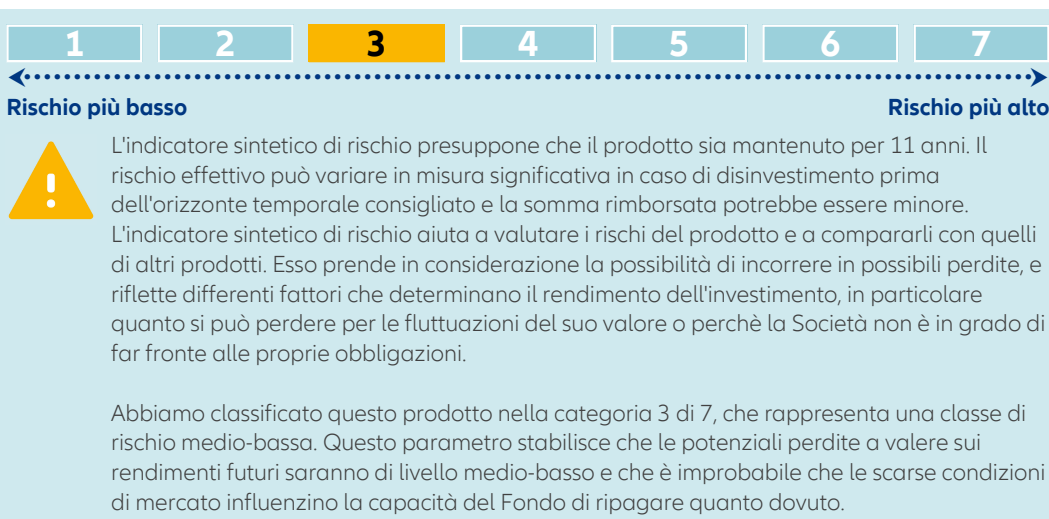 1 2 3 4 5 6 7
Rischio più basso Rischio più alto
L'indicatore sintetico di rischio presuppone che il prodotto sia mantenuto per 11 anni. Il
rischio effettivo può variare in misura significativa in caso di disinvestimento prima
dell'orizzonte temporale consigliato e la somma rimborsata potrebbe essere minore.
L'indicatore sintetico di rischio aiuta a valutare i rischi del prodotto e a compararli con quelli
di altri prodotti. Esso prende in considerazione la possibilità di incorrere in possibili perdite, e
riflette differenti fattori che determinano il rendimento dell'investimento, in particolare
quanto si può perdere per le fluttuazioni del suo valore o perchè la Società non è in grado di
far fronte alle proprie obbligazioni.
Abbiamo classificato questo prodotto nella categoria 3 di 7, che rappresenta una classe di
rischio medio-bassa. Questo parametro stabilisce che le potenziali perdite a valere sui
rendimenti futuri saranno di livello medio-basso e che è improbabile che le scarse condizioni
di mercato influenzino la capacità del Fondo di ripagare quanto dovuto.